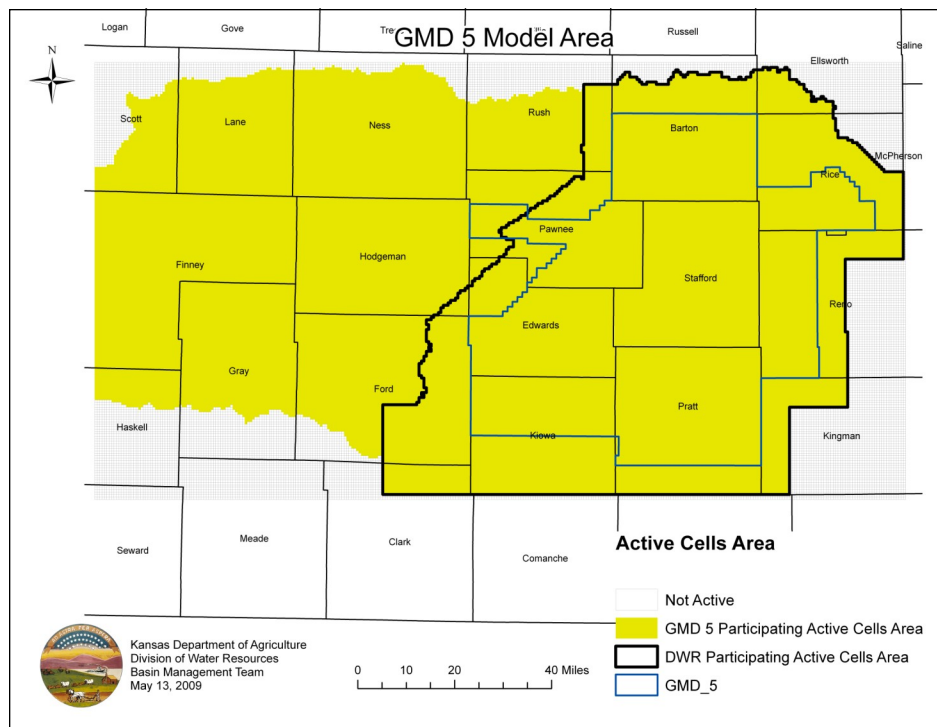 Logan
Gove
Russell
Saline
GMD 5 Model Area
N
Ellsworth
Scott
Lane
Ness
Rush
Barton
McPherson
Rice
Pawnee
Finney
Hodgeman
Stafford
Reno
Edwards
Gray
Ford
Pratt
Haskell
Kiowa
Kingman
Seward
Meade
Clark
Comanche
Active Cells Area
Not Active
GMD 5 Participating Active Cells Area
DWR Participating Active Cells Area
GMD_5
Kansas Department of Agriculture
Division of Water Resources
Basin Management Team
May 13, 2009
0 10 20 40 Miles